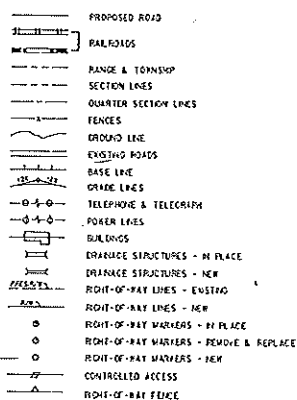 PROPOSED ROAD
RAILROADS
RANGE & TOWNSHIP
SECTION LINES
QUARTER SECTION LINES
FENCES
GROUND LINE
EXISTING ROADS
BASE LINE
GRADE LINES
TELEPHONE & TELEGRAPH
POWER LINES
BUILDINGS
DRAINAGE STRUCTURES - IN PLACE
DRAINAGE STRUCTURES - NEW
RIGHT-OF-WAY LINES - EXISTING
RIGHT-OF-WAY LINES - NEW
RIGHT-OF-WAY MARKERS - IN PLACE
RIGHT-OF-WAY MARKERS - REMOVE & REPLACE
RIGHT-OF-WAY MARKERS - NEW
CONTROLLED ACCESS
RIGHT-OF-WAY FENCE